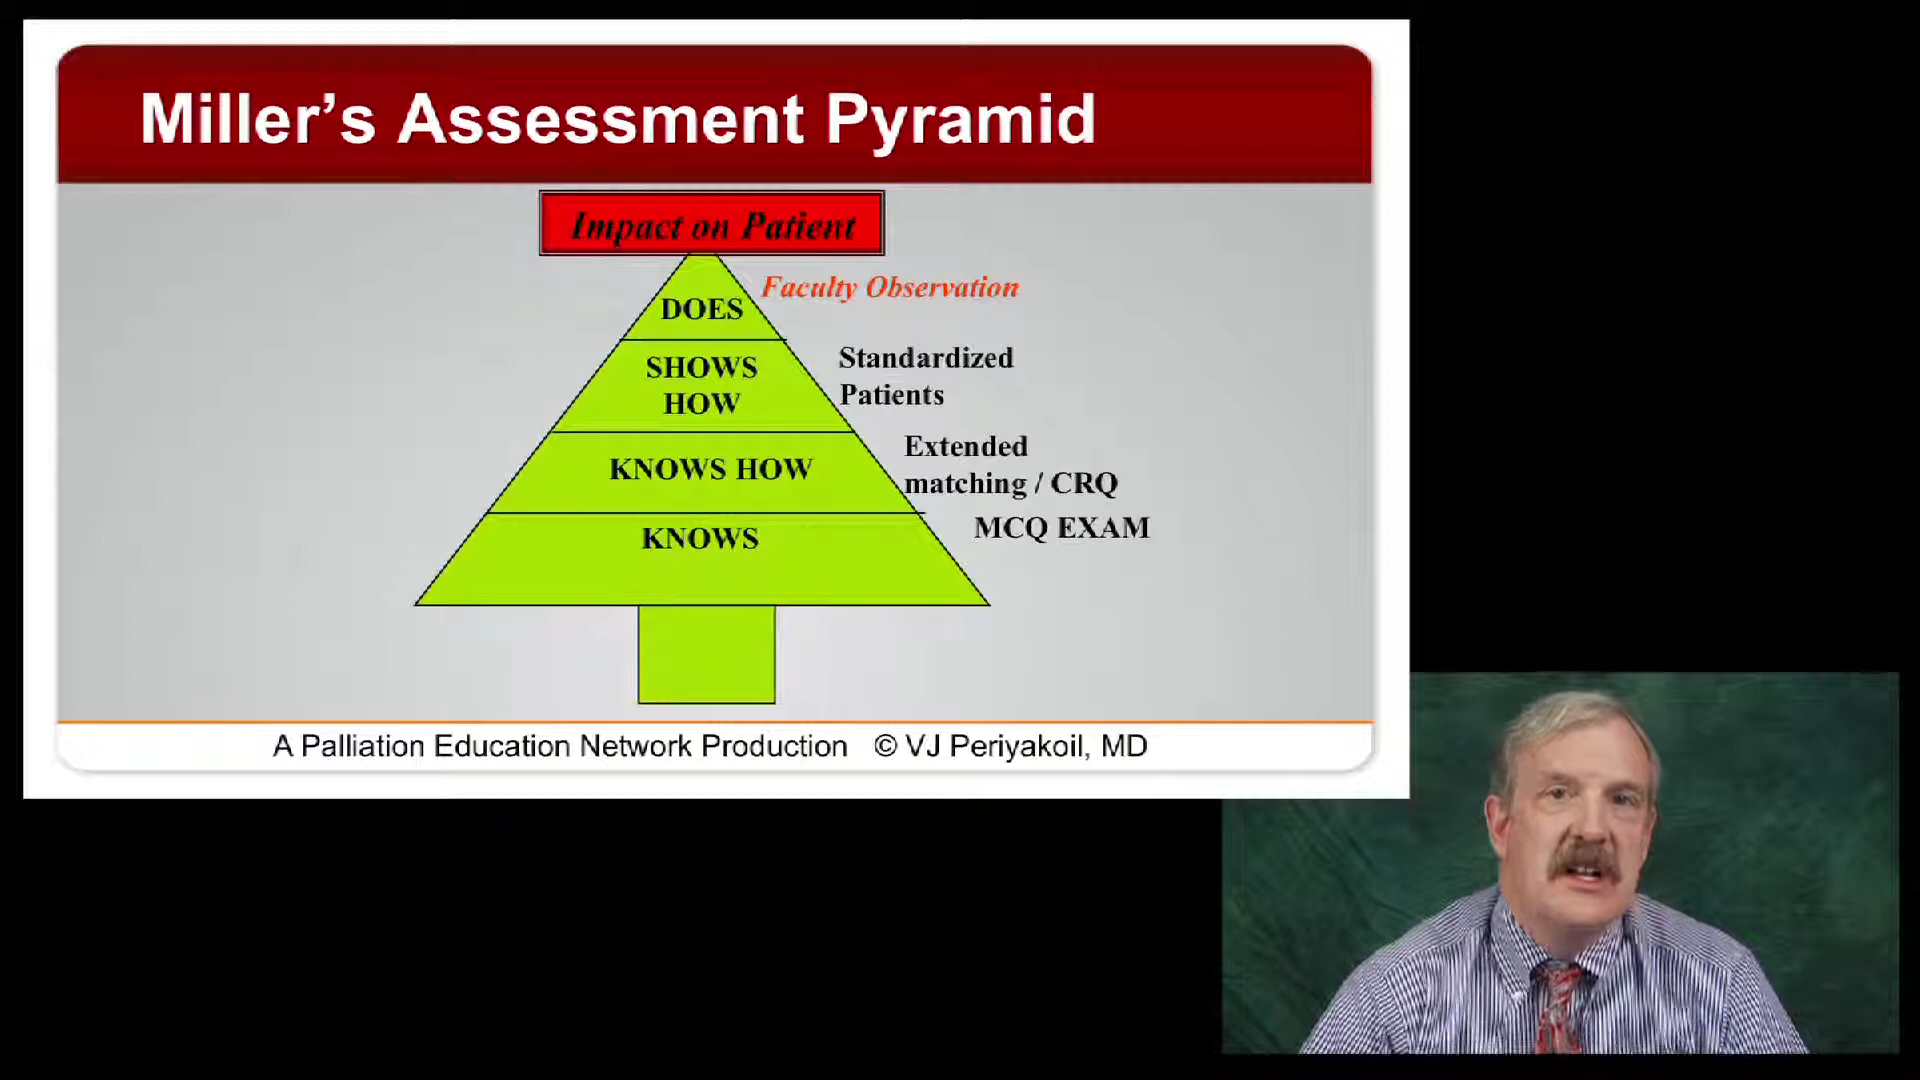 Miller’s Assessment Pyramid
Impact on Patient
Faculty Observation
DOES
SHOWS
HOW
Standardized
Patients
KNOWS HOW
Extended
matching / CRQ
KNOWS
MCQ EXAM
A Palliation Education Network Production © VJ Periyakoil, MD